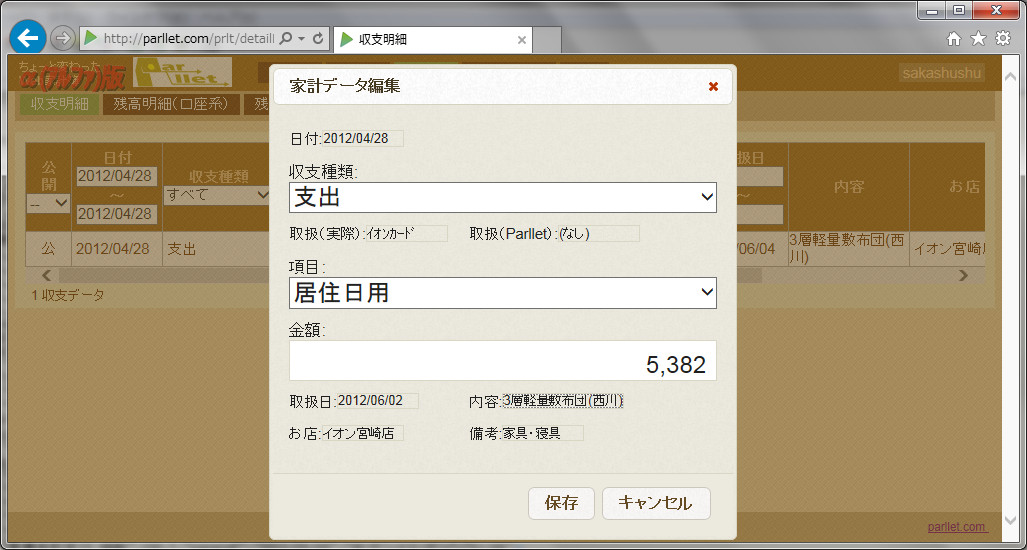 http://parllet.com/prlt/detaill
収支明細
ちょっと変わった
α(アルファ)版
Parllet.
sakashushu
収支明細
残高明細(口座系)
残
家計データ編集
日付:2012/04/28
収支種類:
支出
取扱(実際):イオンカード 取扱(Parllet):(なし)
項目:
居住日用
金額:
5,382
取扱日:2012/06/02 内容:3層軽量敷布団(西川)
お店:イオン宮崎店 備考:家具・寝具
保存 キャンセル
公開
日付
2012/04/28
～
2012/04/28
収支種類
すべて
扱日
内容
お店
--
公 2012/04/28 支出
/06/04
3層軽量敷布団(西
川)
イオン宮崎店
1 収支データ
parllet.com